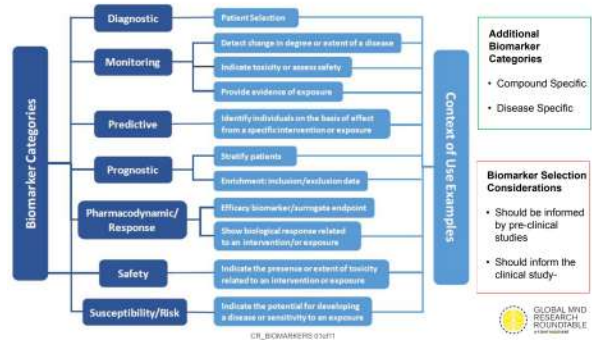 Biomarker Categories
Diagnostic
Patient Selection
Monitoring
Detect change in degree or extent of a disease
Indicate toxicity or assess safety
Provide evidence of exposure
Predictive
Identify individuals on the basis of effect
from a specific intervention or exposure
Prognostic
Stratify patients
Enrichment: inclusion/exclusion data
Pharmacodynamic/
Response
Efficacy biomarker/surrogate endpoint
Show biological response related
to an intervention/or exposure
Safety
Indicate the presence or extent of toxicity
related to an intervention or exposure
Susceptibility/Risk
Indicate the potential for developing
a disease or sensitivity to an exposure
Context of Use Examples
Additional
Biomarker
Categories
• Compound Specific
• Disease Specific
Biomarker Selection
Considerations
• Should be informed
by pre-clinical
studies
• Should inform the
clinical study-
GLOBAL MND
RESEARCH
ROUNDTABLE
CR_BIOMARKERS 01of11